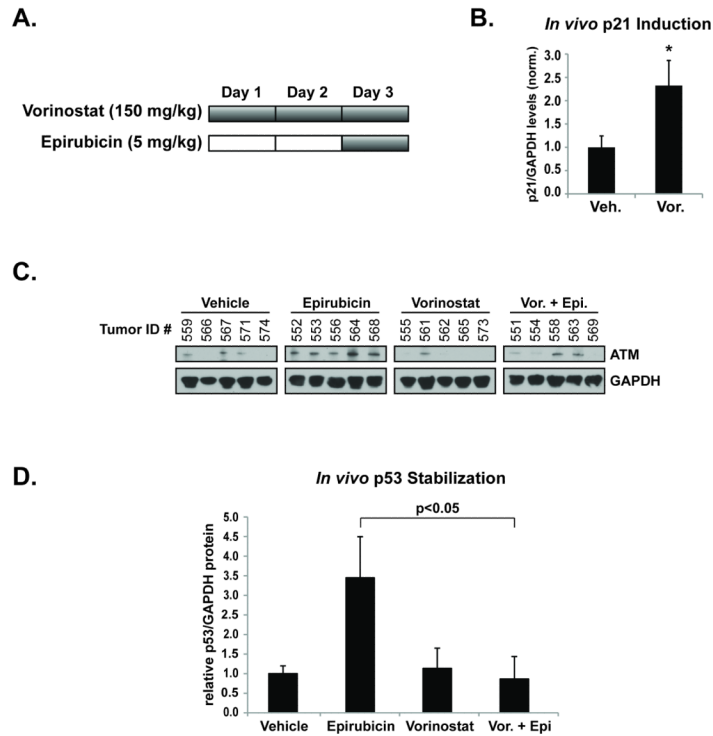 A.
Day 1 Day 2 Day 3
Vorinostat (150 mg/kg)
Epirubicin (5 mg/kg)
B.
In vivo p21 Induction
p21/GAPDH levels (norm.)
3.0
2.5
2.0
1.5
1.0
0.5
0.0
*
Veh. Vor.
C.
Vehicle Epirubicin Vorinostat Vor. + Epi.
Tumor ID #
559 566 567 571 574 552 553 556 564 568 555 561 562 565 573 551 554 558 563 569
ATM
GAPDH
D.
In vivo p53 Stabilization
p<0.05
relative p53/GAPDH protein
5.0
4.5
4.0
3.5
3.0
2.5
2.0
1.5
1.0
0.5
0.0
Vehicle Epirubicin Vorinostat Vor. + Epi